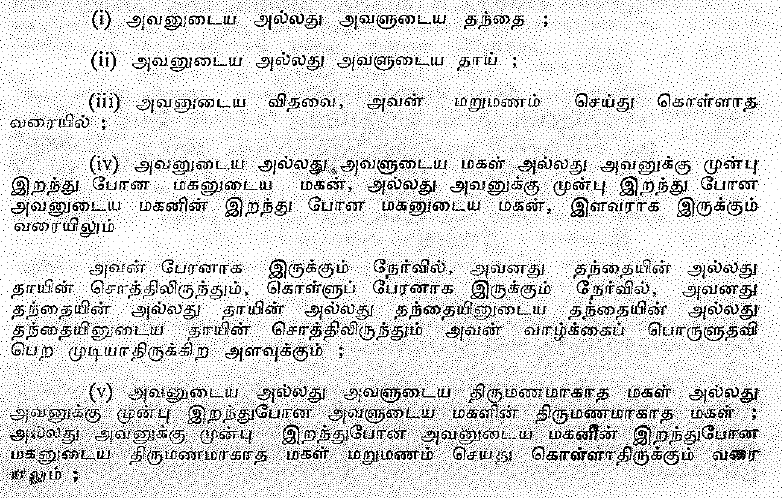 (i) அவனுடைய அல்லது அவளுடைய தந்தை ;
(ii) அவனுடைய அல்லது அவளுடைய தாய் ;
(iii) அவனுடைய விதவை, அவள் மறுமணம் செய்து கொள்ளாத
வரையில் ;
(iv) அவனுடைய அல்லது அவளுடைய மகள் அல்லது அவனுக்கு முன்பு
இறந்து போன மகனுடைய மகன், அல்லது அவனுக்கு முன்பு இறந்து போன
அவனுடைய மகனின் இறந்து போன மகனுடைய மகன், இளவராக இருக்கும்
வரையிலும்
அவன் பேரனாக இருக்கும் நேர்வில், அவனது தந்தையின் அல்லது
தாயின் சொத்திலிருந்தும், கொள்ளுப் பேரனாக இருக்கும் நேர்வில், அவனது
தந்தையின் அல்லது தாயின் அல்லது தந்தையினுடைய தந்தையின் அல்லது
தந்தையினுடைய தாயின் சொத்திலிருந்தும் அவன் வாழ்க்கைப் பொருளுதவி
பெற முடியாதிருக்கிற அளவுக்கும் ;
(v) அவனுடைய அல்லது அவளுடைய திருமணமாகாத மகள் அல்லது
அவனுக்கு முன்பு இறந்துபோன அவளுடைய மகளின் திருமணமாகாத மகள் ;
அல்லது அவனுக்கு முன்பு இறந்துபோன அவனுடைய மகனின் இறந்துபோன
மகனுடைய திருமணமாகாத மகள் மறுமணம் செய்து கொள்ளாதிருக்கும் வரை